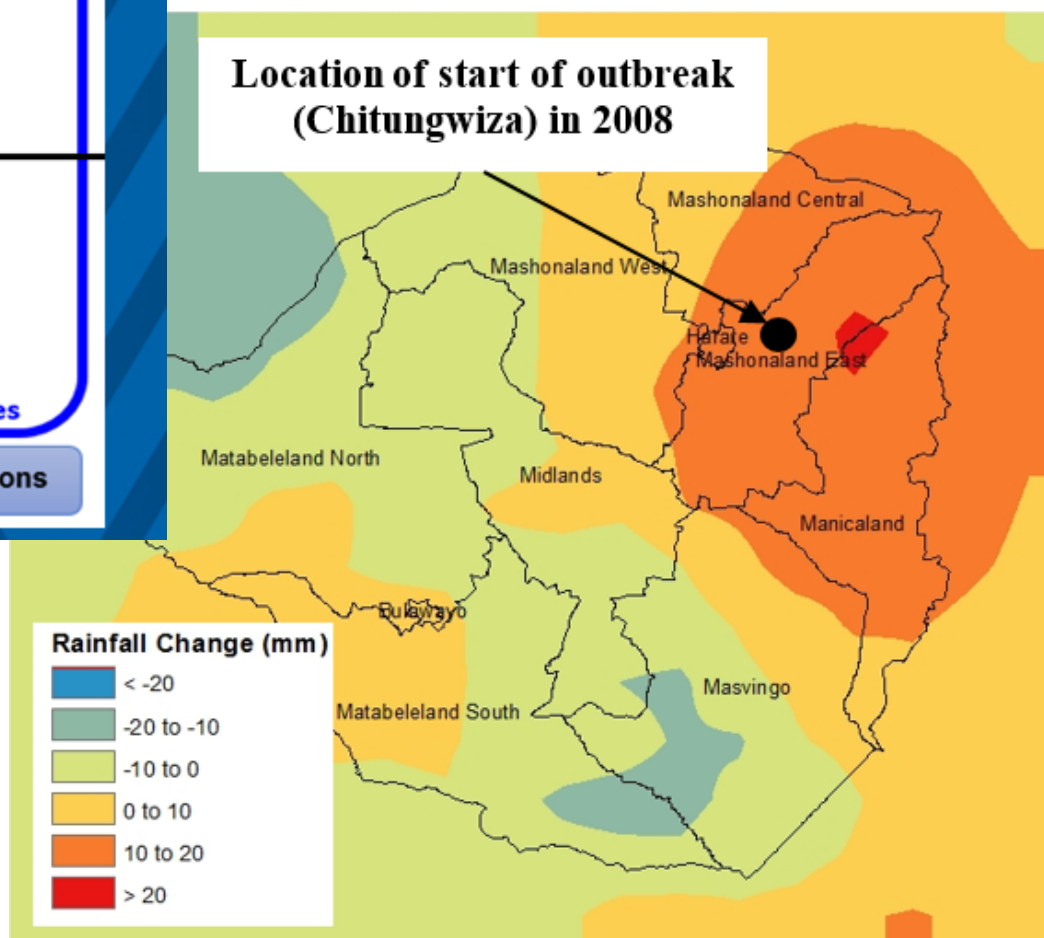 Location of start of outbreak
(Chitungwiza) in 2008
Mashonaland Central
Mashonaland West
Harare
Mashonaland East
es
Matabeleland North
Midlands
ons
Manicaland
Bulawayo
Rainfall Change (mm)
< -20
-20 to -10
-10 to 0
0 to 10
10 to 20
> 20
Masvingo
Matabeleland South